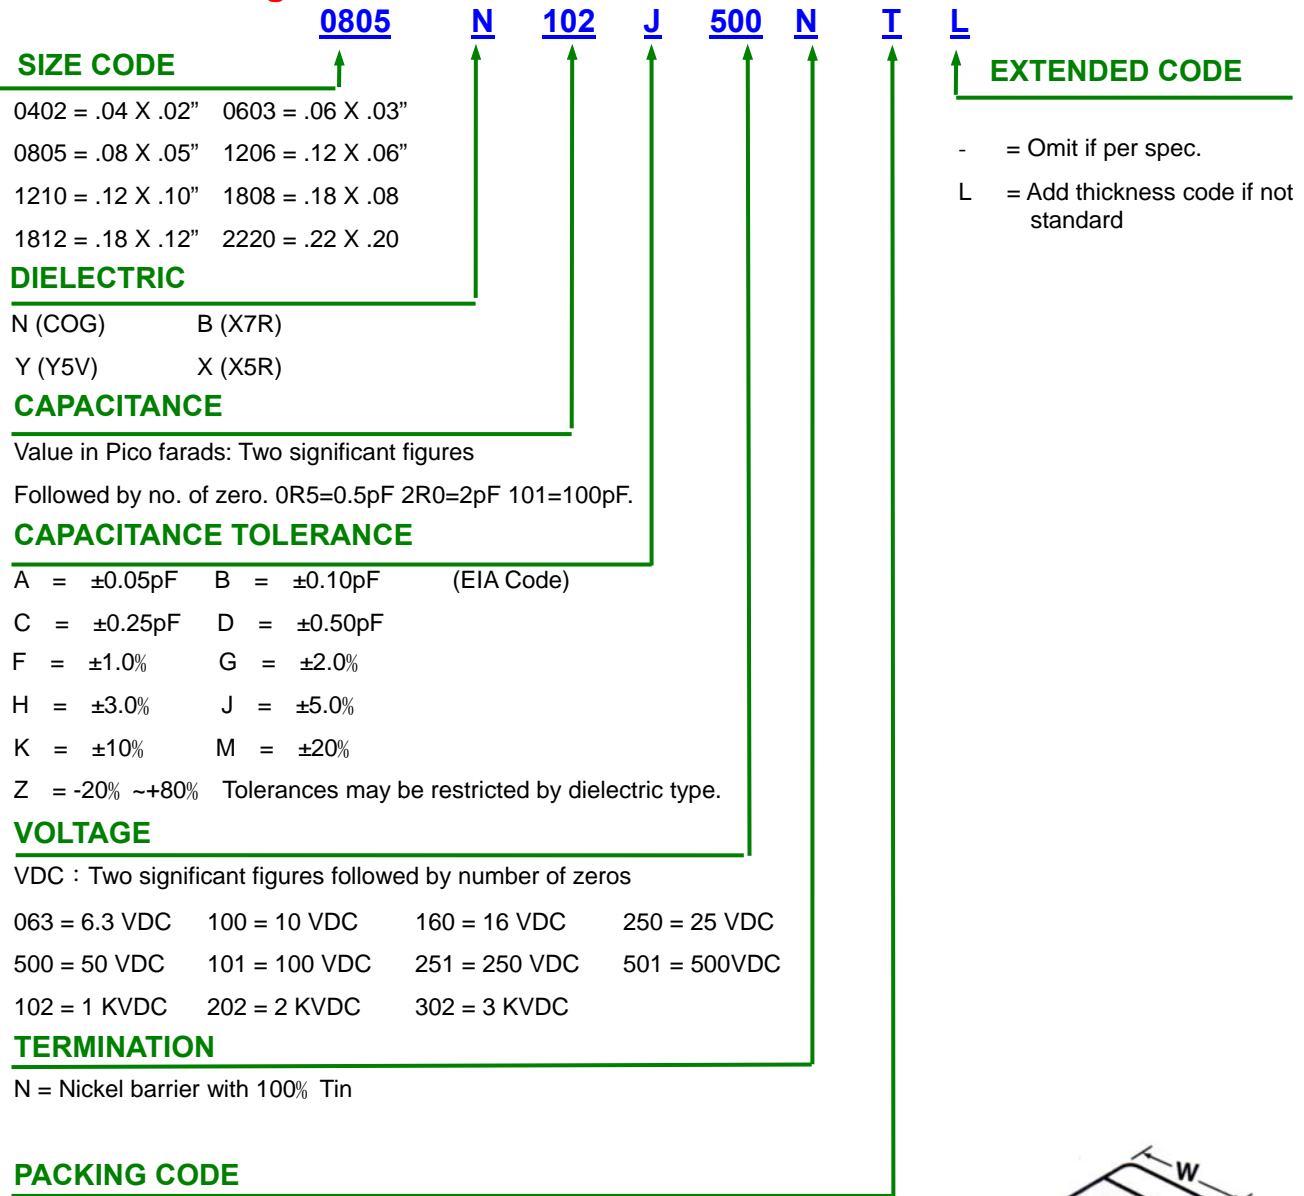 0805 N 102 J 500 N T L
SIZE CODE
EXTENDED CODE
0402 = .04 X .02” 0603 = .06 X .03”
0805 = .08 X .05” 1206 = .12 X .06”
1210 = .12 X .10” 1808 = .18 X .08
1812 = .18 X .12” 2220 = .22 X .20
- = Omit if per spec.
L = Add thickness code if not
standard
DIELECTRIC
N (COG) B (X7R)
Y (Y5V) X (X5R)
CAPACITANCE
Value in Pico farads: Two significant figures
Followed by no. of zero. 0R5=0.5pF 2R0=2pF 101=100pF.
CAPACITANCE TOLERANCE
A = ±0.05pF B = ±0.10pF (EIA Code)
C = ±0.25pF D = ±0.50pF
F = ±1.0% G = ±2.0%
H = ±3.0% J = ±5.0%
K = ±10% M = ±20%
Z = -20% ~+80% Tolerances may be restricted by dielectric type.
VOLTAGE
VDC：Two significant figures followed by number of zeros
063 = 6.3 VDC 100 = 10 VDC 160 = 16 VDC 250 = 25 VDC
500 = 50 VDC 101 = 100 VDC 251 = 250 VDC 501 = 500VDC
102 = 1 KVDC 202 = 2 KVDC 302 = 3 KVDC
TERMINATION
N = Nickel barrier with 100% Tin
PACKING CODE
W